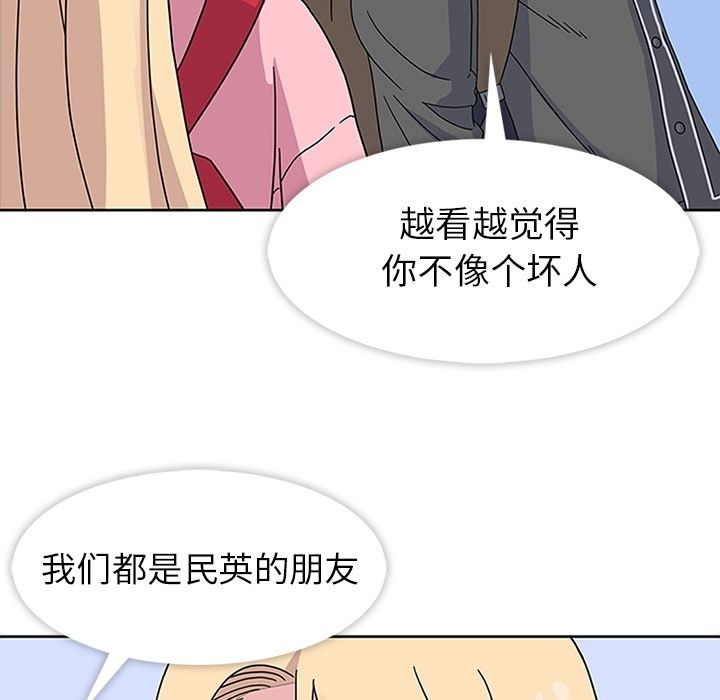 越看越觉得
你不像个坏人
我们都是民英的朋友